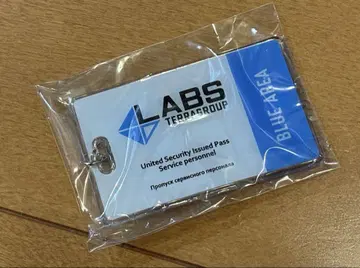 LABS
TERRAGROUP
United Security Issued Pass
Service personnel
Пропуск сервисного персонала
BLUE AREA